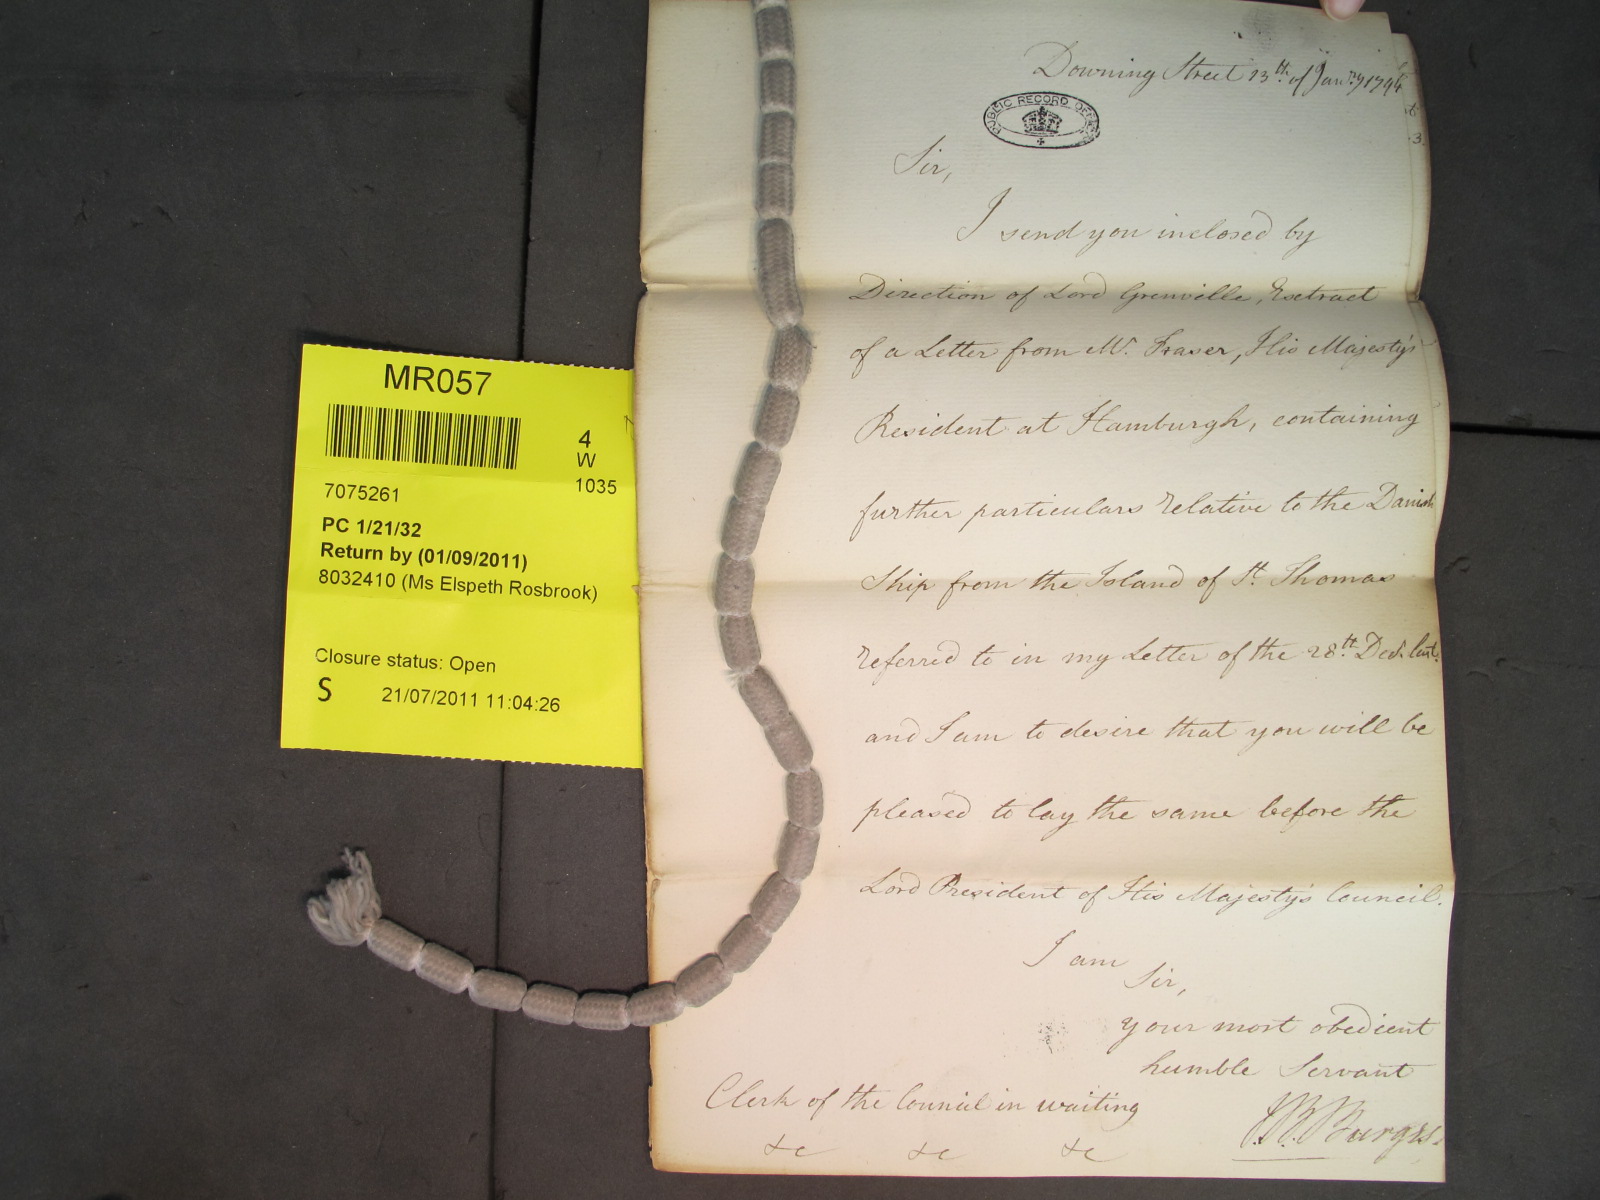 MR057
4
W
1035
7075261
PC 1/21/32
Return by (01/09/2011)
8032410 (Ms Elspeth Rosbrook)
Closure status: Open
S 21/07/2011 11:04:26
Downing Street 13th of Janry 1794
PUBLIC RECORD OFFICE
Sir,
I send you inclosed by
Direction of Lord Grenville, Extract
of a Letter from Mr. Fraser, His Majesty's
Resident at Hamburgh, containing
further particulars relative to the Danish
Ship from the Island of St. Thomas
referred to in my Letter of the 28th Decr. last.
and I am to desire that you will be
pleased to lay the same before the
Lord President of His Majesty's Council.
I am
Sir,
Your most obedient
humble Servant
Clerk of the Council in waiting
&c &c &c
J B Burges